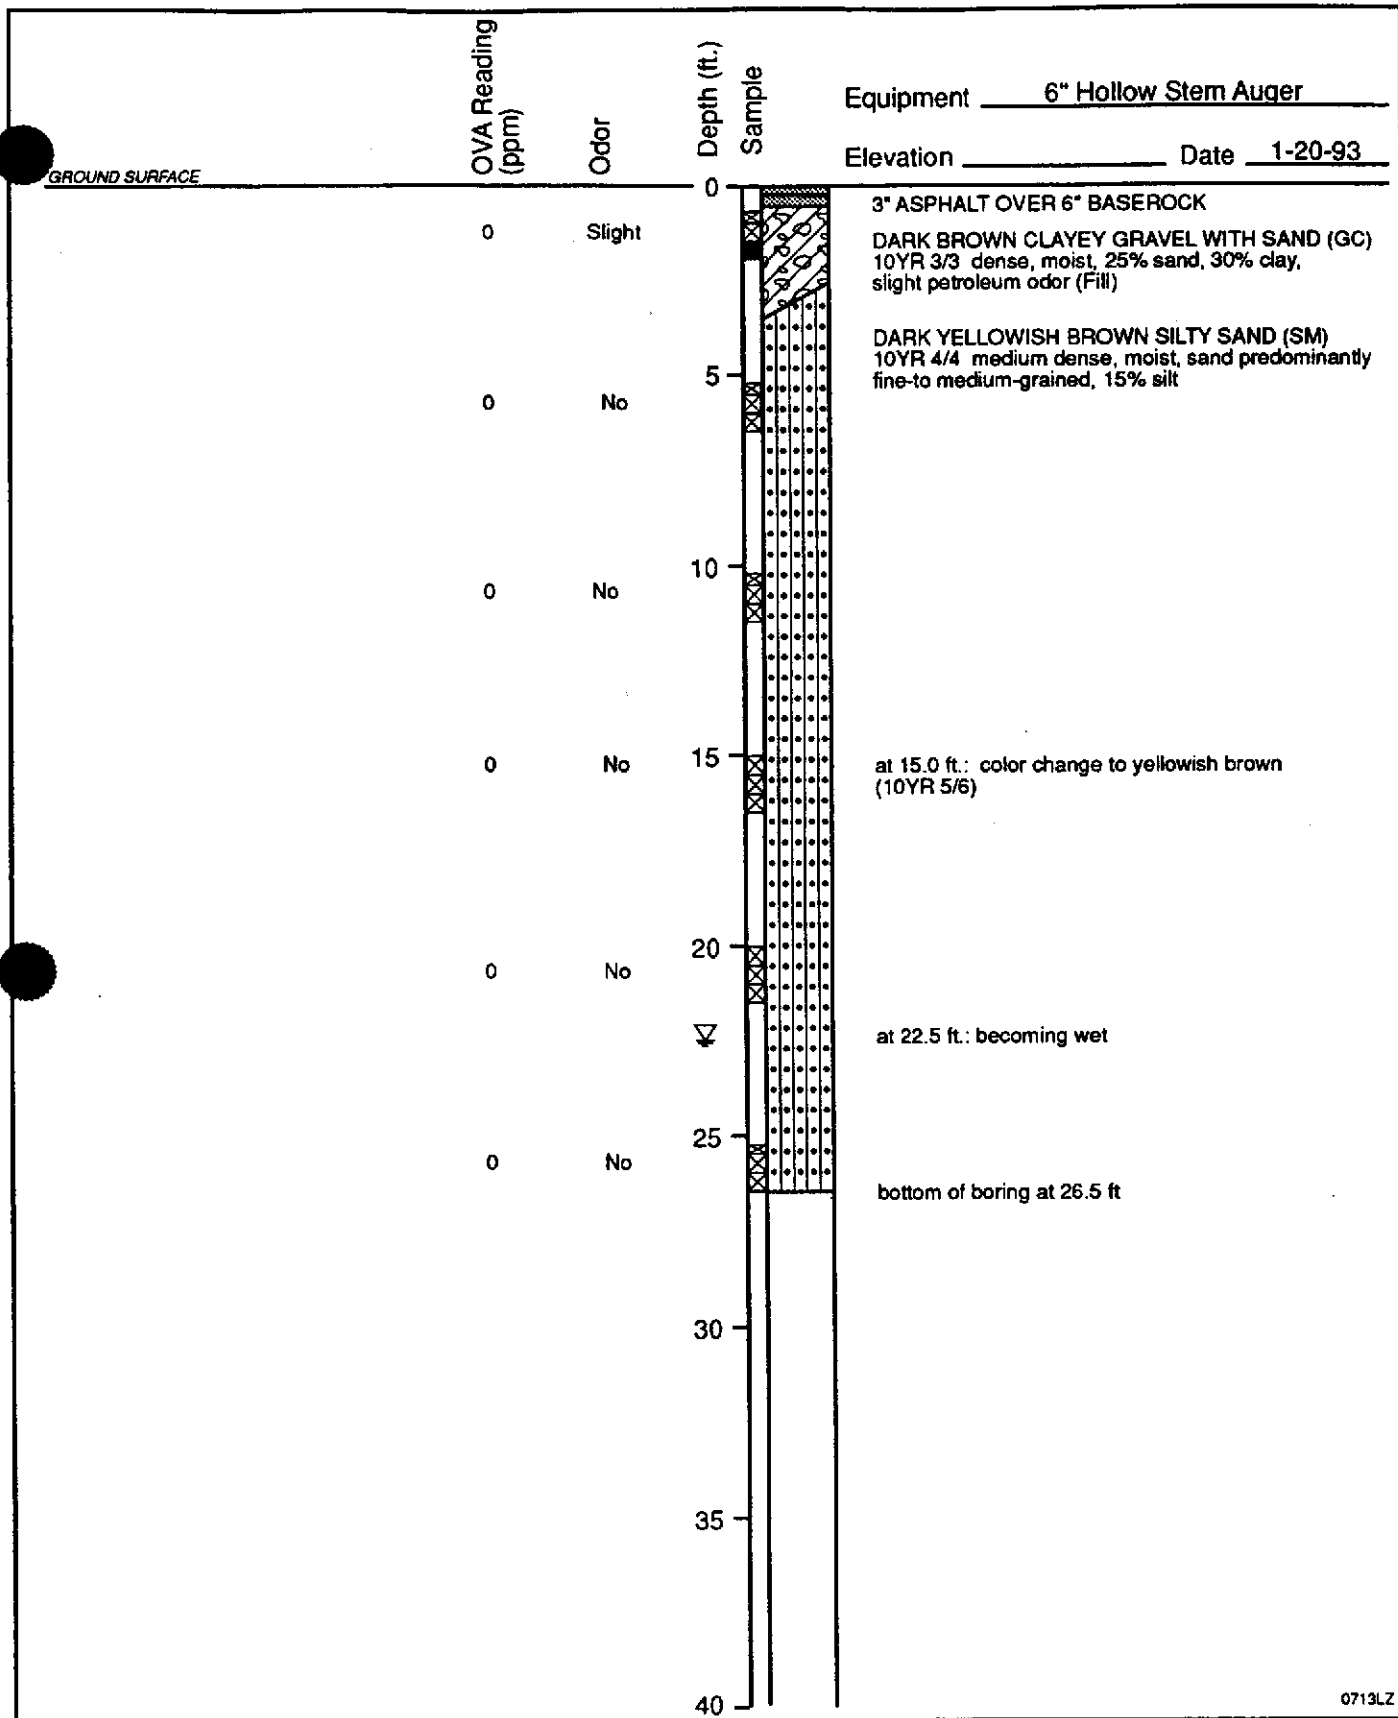 OVA Reading
(ppm)
Odor
Depth (ft.)
Sample
Equipment 6" Hollow Stem Auger
Elevation Date 1-20-93
GROUND SURFACE
0
3" ASPHALT OVER 6" BASEROCK
0 Slight
DARK BROWN CLAYEY GRAVEL WITH SAND (GC)
10YR 3/3 dense, moist, 25% sand, 30% clay,
slight petroleum odor (Fill)
DARK YELLOWISH BROWN SILTY SAND (SM)
10YR 4/4 medium dense, moist, sand predominantly
fine-to medium-grained, 15% silt
5
0 No
10
0 No
15
0 No
at 15.0 ft.: color change to yellowish brown
(10YR 5/6)
20
0 No
at 22.5 ft.: becoming wet
25
0 No
bottom of boring at 26.5 ft
30
35
40
0713LZ